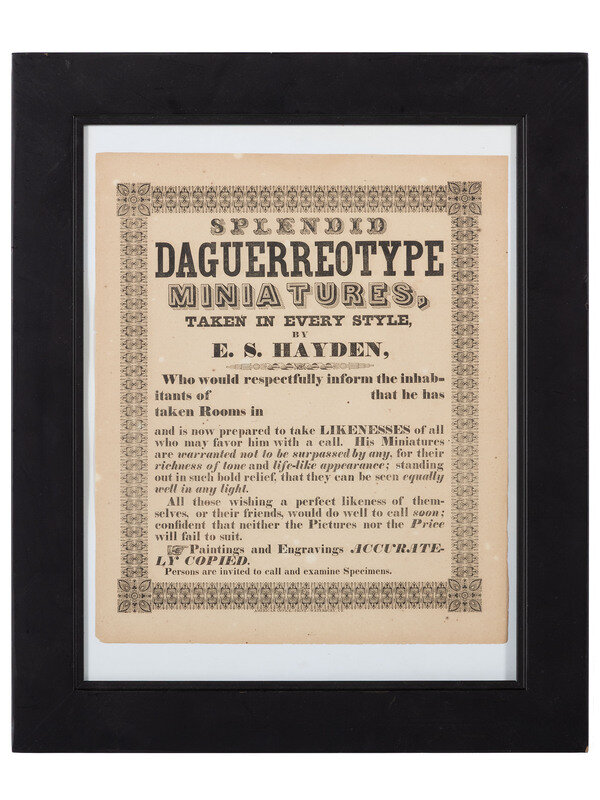 SPLENDID
DAGUERREOTYPE
MINIATURES,
TAKEN IN EVERY STYLE,
BY
E. S. HAYDEN,
Who would respectfully inform the inhab-
itants of that he has
taken Rooms in
and is now prepared to take LIKENESSES of all
who may favor him with a call. His Miniatures
are warranted not to be surpassed by any, for their
richness of tone and life-like appearance; standing
out in such bold relief, that they can be seen equally
well in any light.
All those wishing a perfect likeness of them-
selves, or their friends, would do well to call soon;
confident that neither the Pictures nor the Price
will fail to suit.
☞ Paintings and Engravings ACCURATE-
LY COPIED.
Persons are invited to call and examine Specimens.